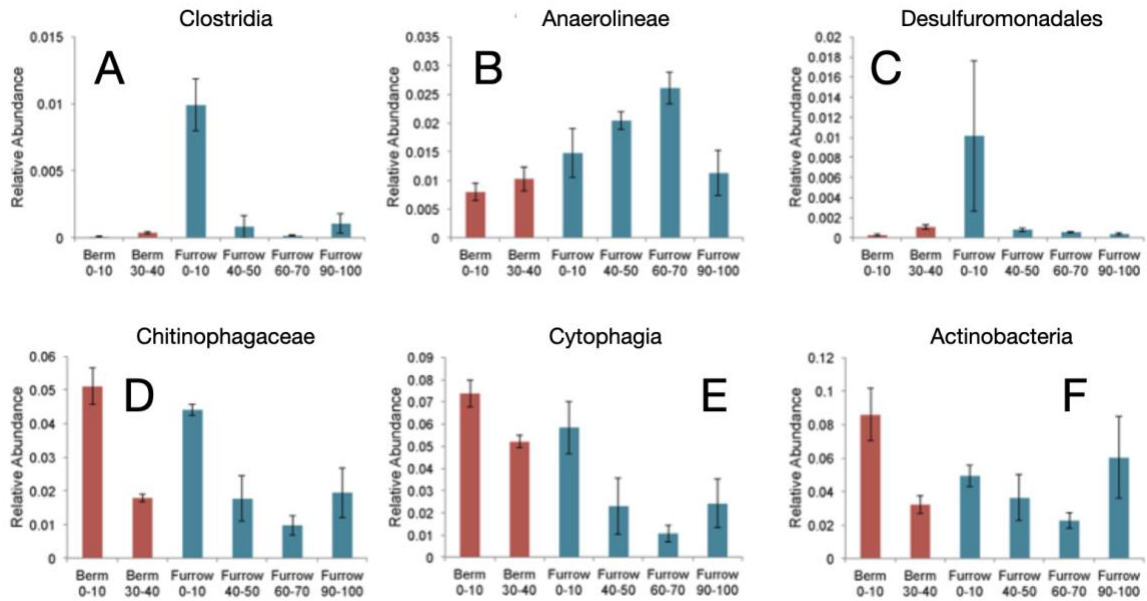 Clostridia
A
Relative Abundance
0.015
0.01
0.005
0
Berm 0-10
Berm 30-40
Furrow 0-10
Furrow 40-50
Furrow 60-70
Furrow 90-100
Anaerolineae
B
Relative Abundance
0.035
0.03
0.025
0.02
0.015
0.01
0.005
0
Berm 0-10
Berm 30-40
Furrow 0-10
Furrow 40-50
Furrow 60-70
Furrow 90-100
Desulfuromonadales
C
Relative Abundance
0.02
0.018
0.016
0.014
0.012
0.01
0.008
0.006
0.004
0.002
0
Berm 0-10
Berm 30-40
Furrow 0-10
Furrow 40-50
Furrow 60-70
Furrow 90-100
Chitinophagaceae
D
Relative Abundance
0.06
0.05
0.04
0.03
0.02
0.01
0
Berm 0-10
Berm 30-40
Furrow 0-10
Furrow 40-50
Furrow 60-70
Furrow 90-100
Cytophagia
E
Relative Abundance
0.09
0.08
0.07
0.06
0.05
0.04
0.03
0.02
0.01
0
Berm 0-10
Berm 30-40
Furrow 0-10
Furrow 40-50
Furrow 60-70
Furrow 90-100
Actinobacteria
F
Relative Abundance
0.12
0.1
0.08
0.06
0.04
0.02
0
Berm 0-10
Berm 30-40
Furrow 0-10
Furrow 40-50
Furrow 60-70
Furrow 90-100